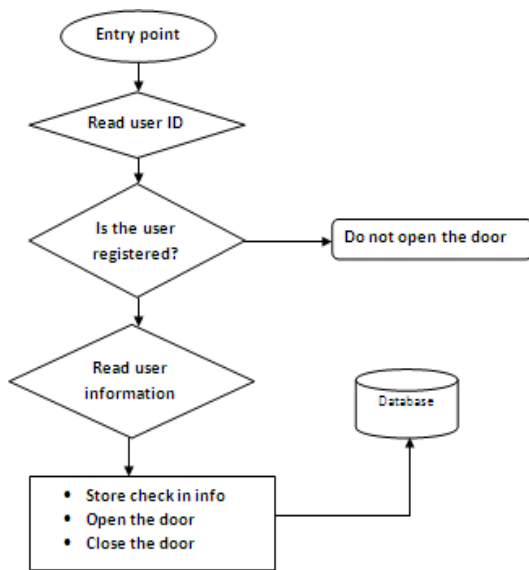 Entry point
Read user ID
Is the user
registered?
Do not open the door
Read user
information
Database
• Store check in info
• Open the door
• Close the door